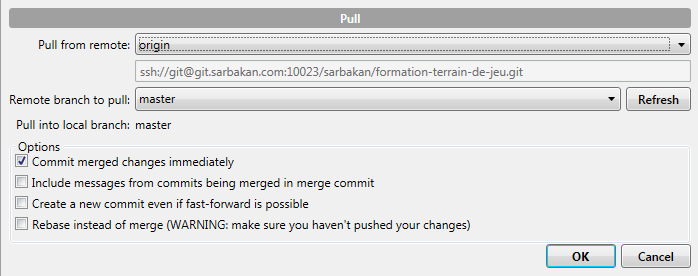 Pull
Pull from remote: origin
ssh://git@git.sarbakan.com:10023/sarbakan/formation-terrain-de-jeu.git
Remote branch to pull: master Refresh
Pull into local branch: master
Options
Commit merged changes immediately
Include messages from commits being merged in merge commit
Create a new commit even if fast-forward is possible
Rebase instead of merge (WARNING: make sure you haven't pushed your changes)
OK Cancel